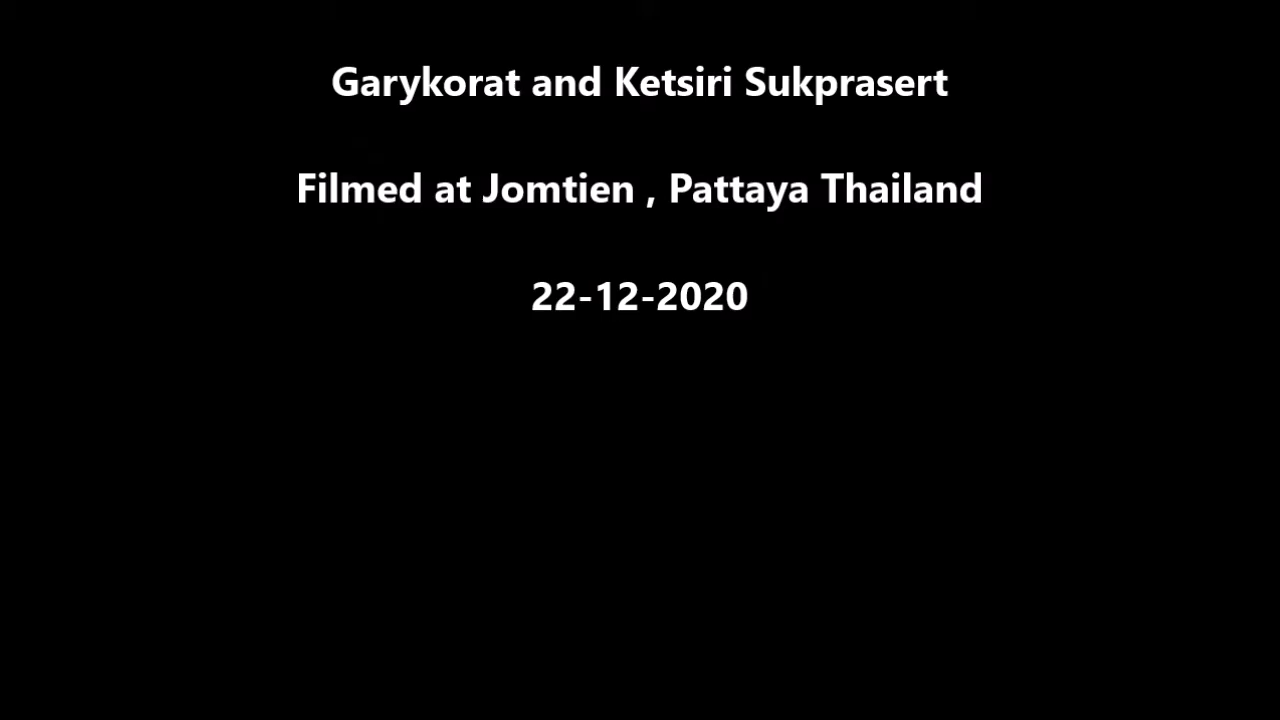 Garykorat and Ketsiri Sukprasert
Filmed at Jomtien , Pattaya Thailand
22-12-2020